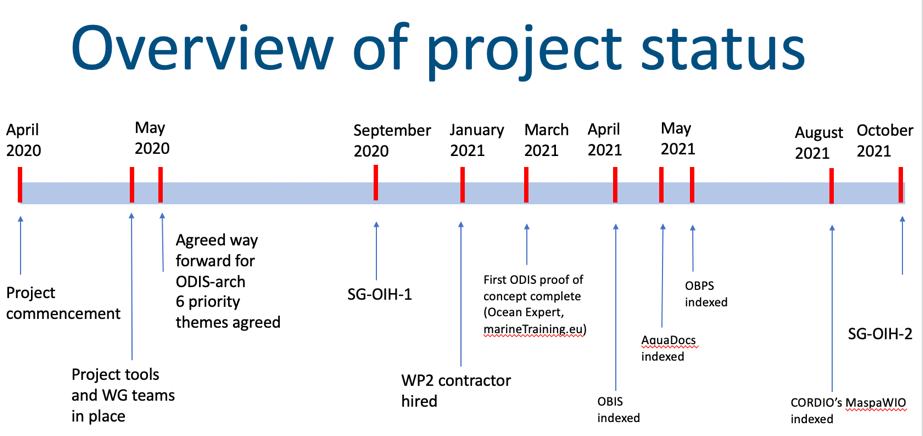 Overview of project status
April
2020
May
2020
September
2020
January
2021
March
2021
April
2021
May
2021
August
2021
October
2021
Project
commencement
Project tools
and WG teams
in place
Agreed way
forward for
ODIS-arch
6 priority
themes agreed
SG-OIH-1
WP2 contractor
hired
First ODIS proof of
concept complete
(Ocean Expert,
marineTraining.eu)
OBIS
indexed
AquaDocs
indexed
OBPS
indexed
CORDIO’s MaspaWIO
indexed
SG-OIH-2